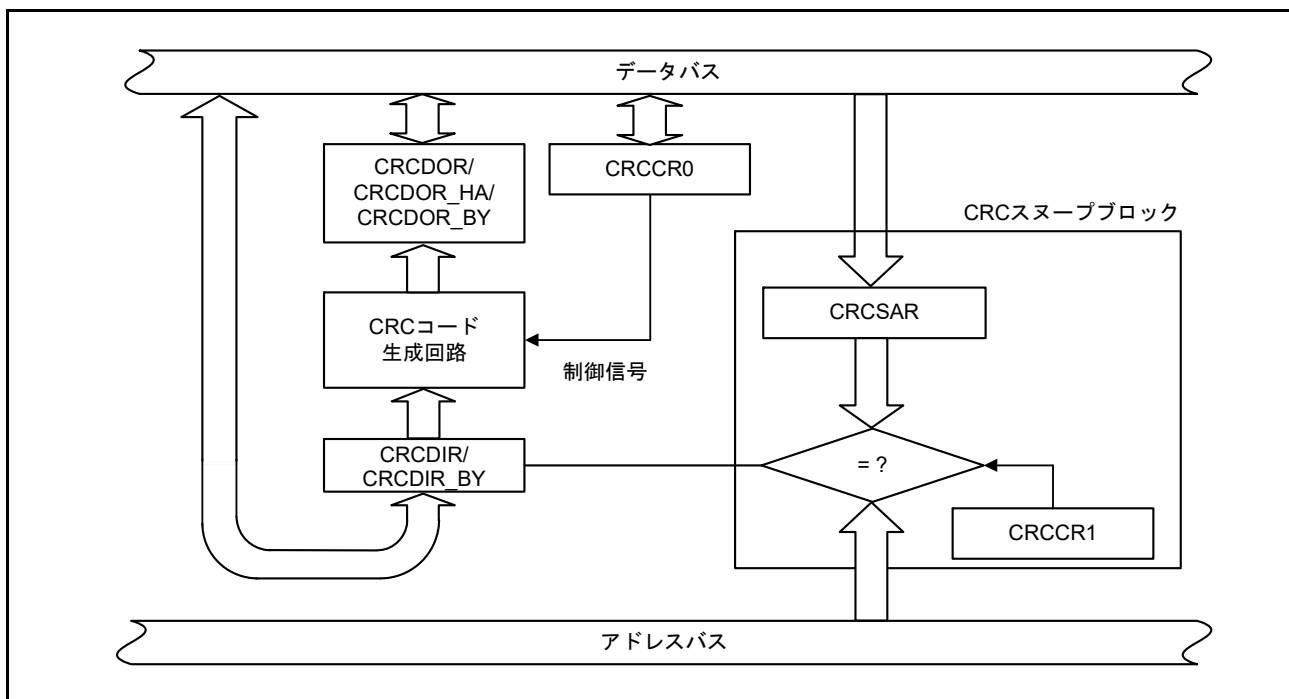 データバス
CRCDOR/
CRCDOR_HA/
CRCDOR_BY
CRCCR0
CRCスヌープブロック
CRCSAR
CRCコード
生成回路
制御信号
CRCDIR/
CRCDIR_BY
= ?
CRCCR1
アドレスバス